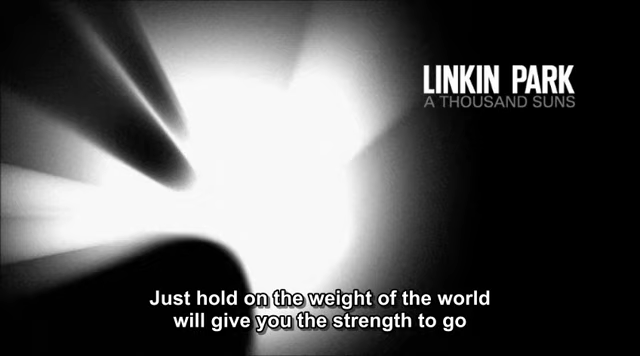 LINKIN PARK
A THOUSAND SUNS
Just hold on the weight of the world
will give you the strength to go